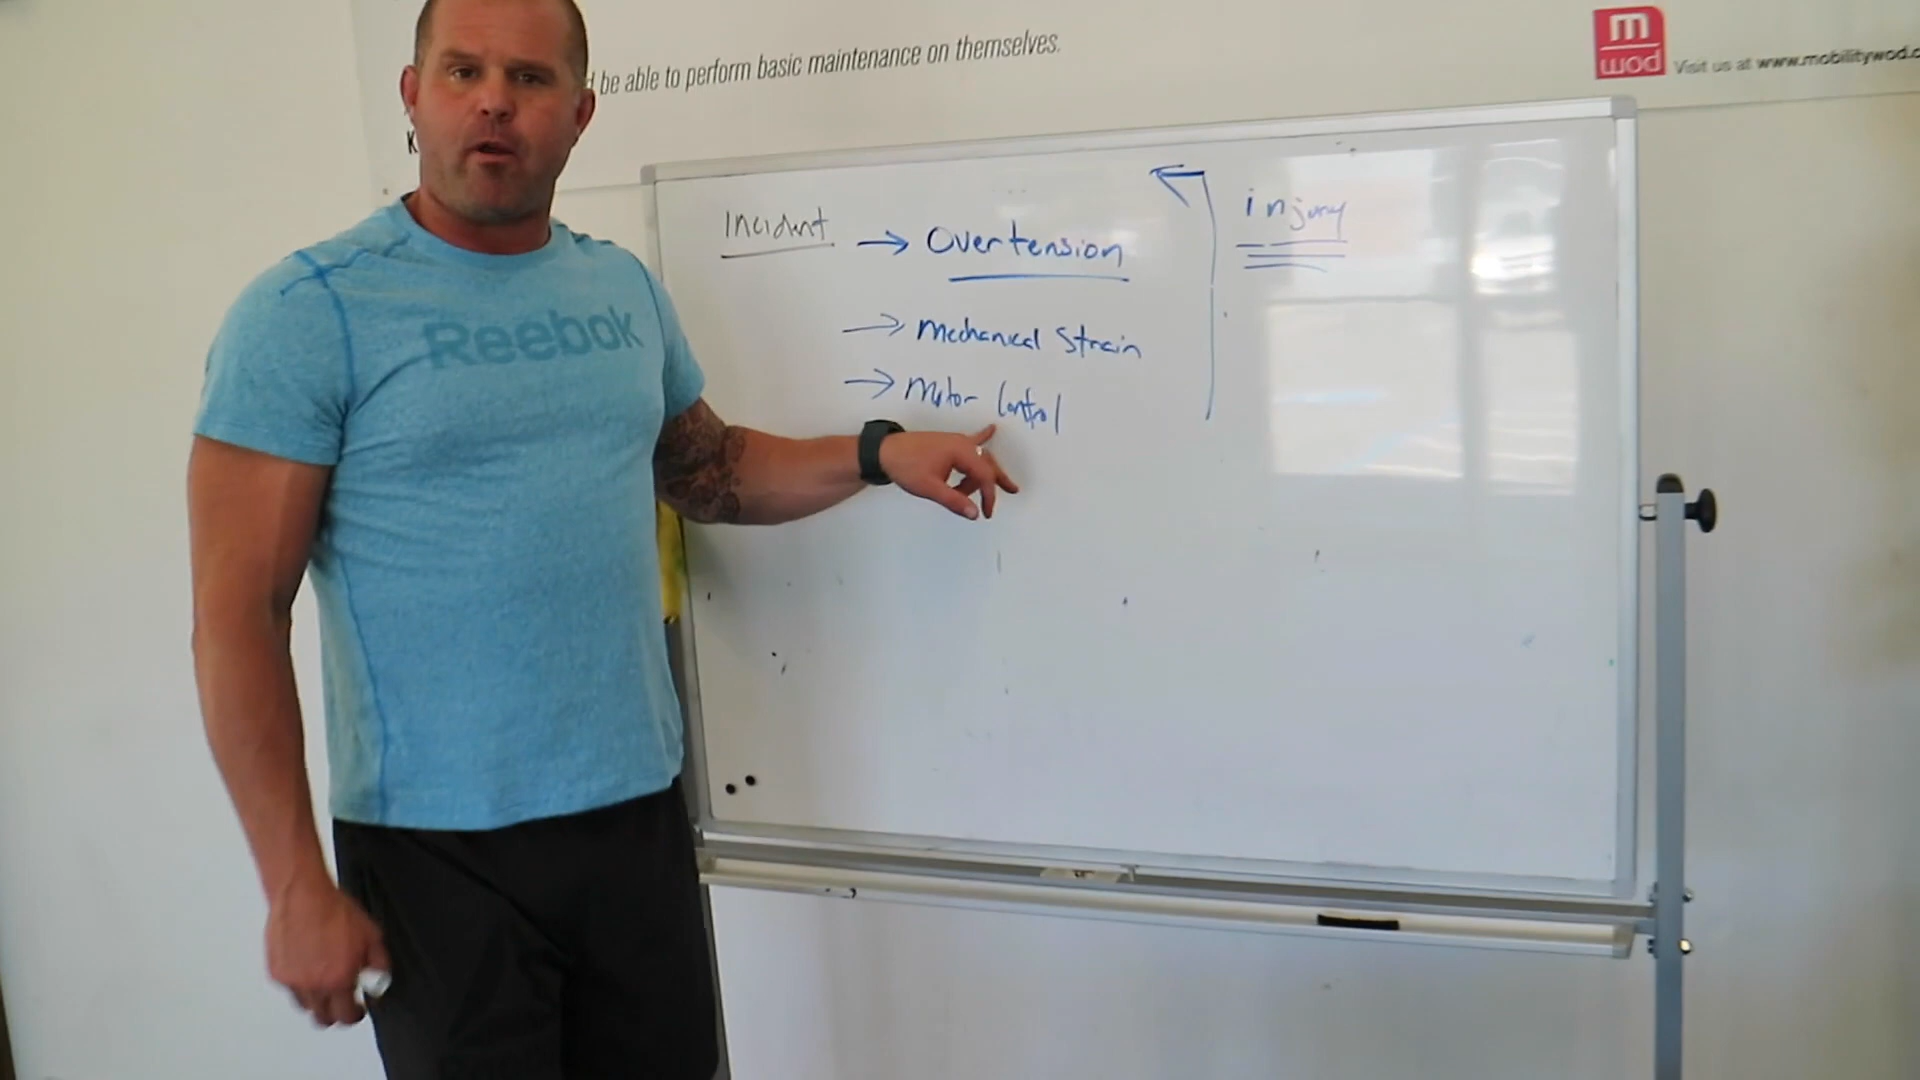 d be able to perform basic maintenance on themselves.
K
m
wod
Visit us at www.mobilitywod.c
Reebok
Incident → Overtension
→ Mechanical Strain
→ Motor Control
injury